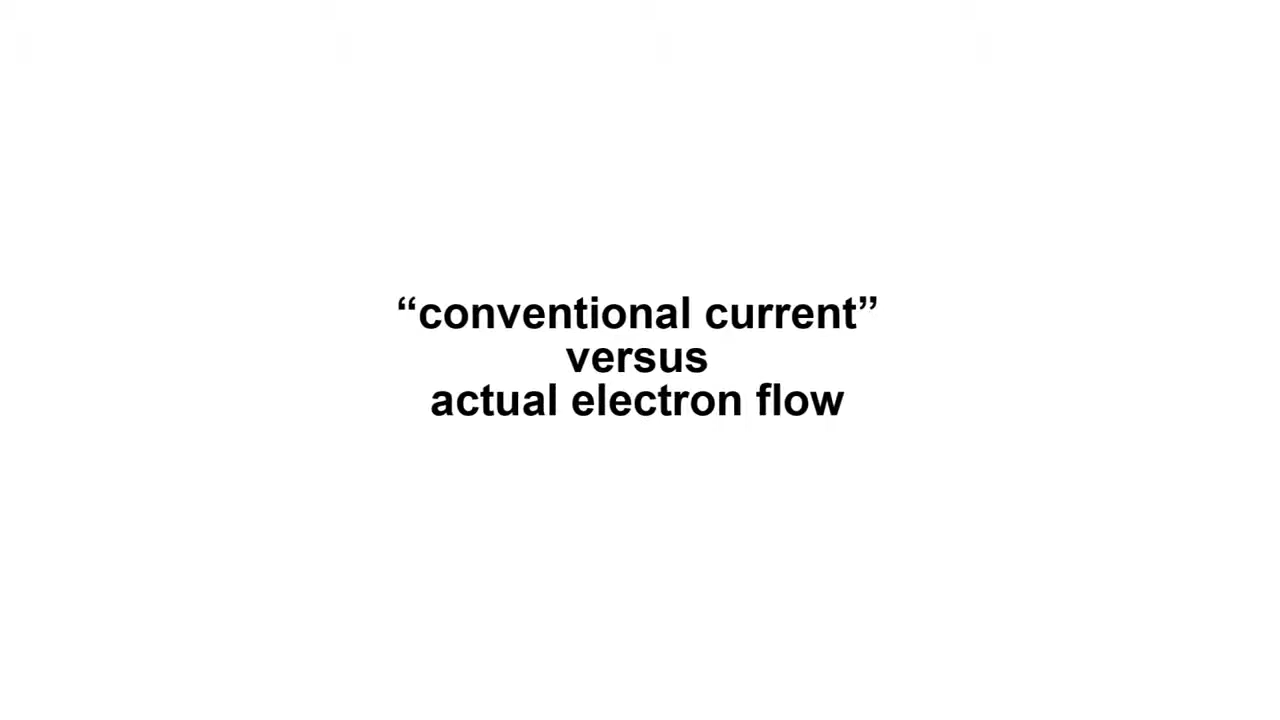 “conventional current”
versus
actual electron flow